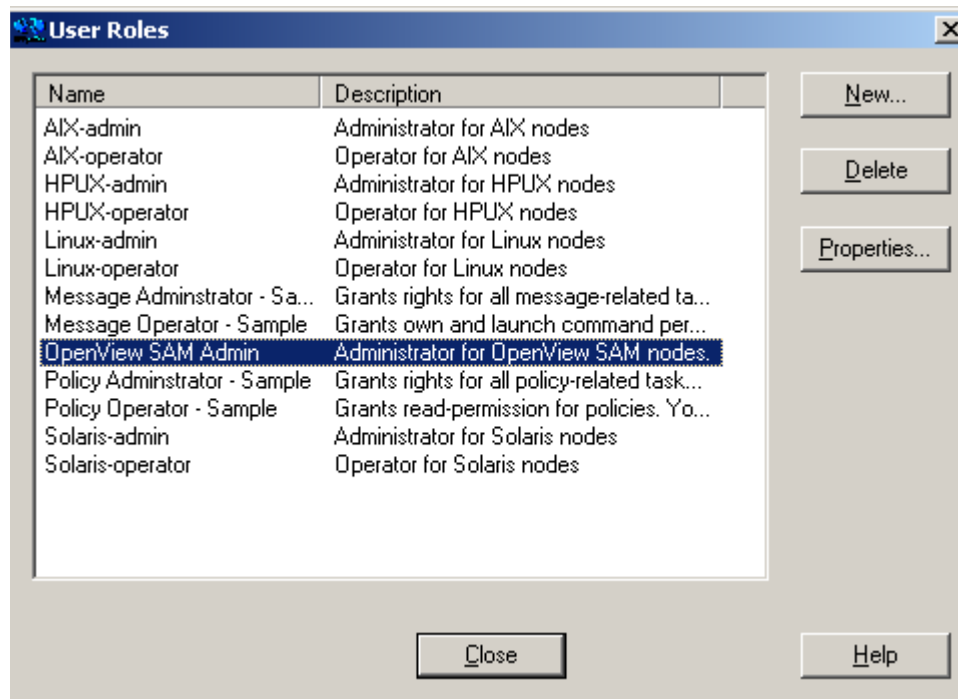 User Roles
Name Description
AIX-admin Administrator for AIX nodes
AIX-operator Operator for AIX nodes
HPUX-admin Administrator for HPUX nodes
HPUX-operator Operator for HPUX nodes
Linux-admin Administrator for Linux nodes
Linux-operator Operator for Linux nodes
Message Adminstrator - Sa... Grants rights for all message-related ta...
Message Operator - Sample Grants own and launch command per...
OpenView SAM Admin Administrator for OpenView SAM nodes.
Policy Adminstrator - Sample Grants rights for all policy-related task...
Policy Operator - Sample Grants read-permission for policies. Yo...
Solaris-admin Administrator for Solaris nodes
Solaris-operator Operator for Solaris nodes
New...
Delete
Properties...
Close
Help